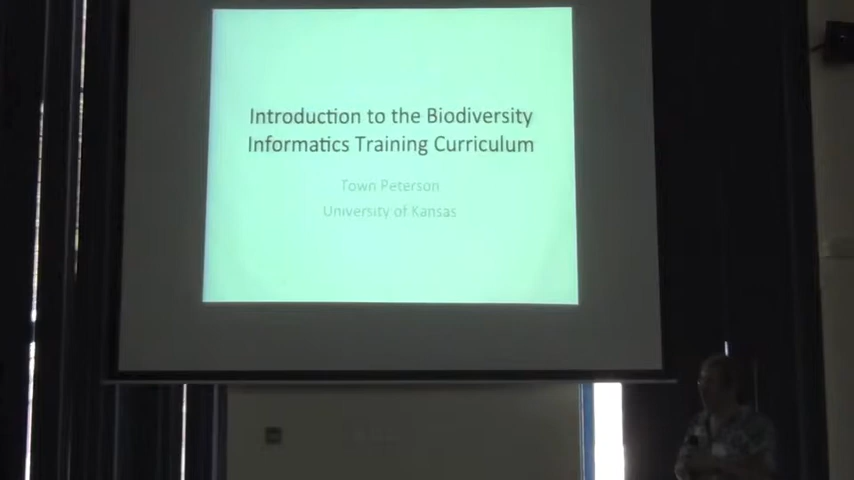 Introduction to the Biodiversity
Informatics Training Curriculum
Town Peterson
University of Kansas